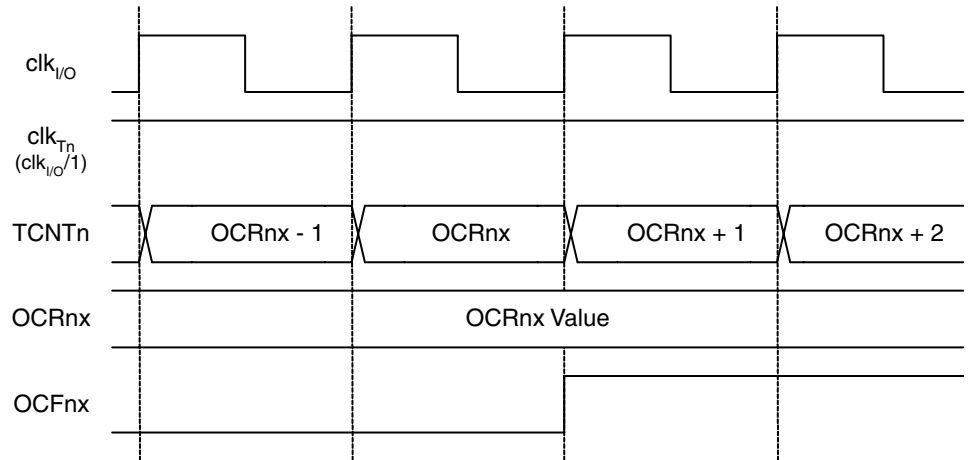 clkI/O
clkTn
(clkI/O/1)
TCNTn OCRnx - 1 OCRnx OCRnx + 1 OCRnx + 2
OCRnx OCRnx Value
OCFnx